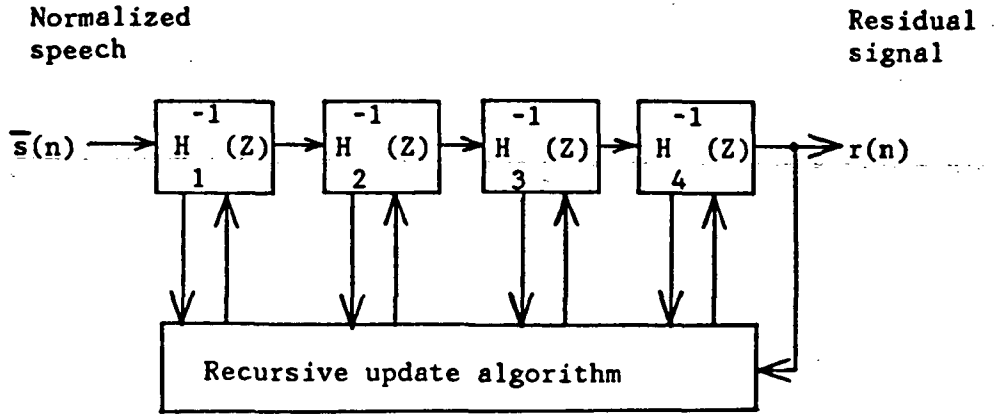 Normalized
speech
Residual
signal
s̅(n)
H₁⁻¹(Z)
H₂⁻¹(Z)
H₃⁻¹(Z)
H₄⁻¹(Z)
r(n)
Recursive update algorithm